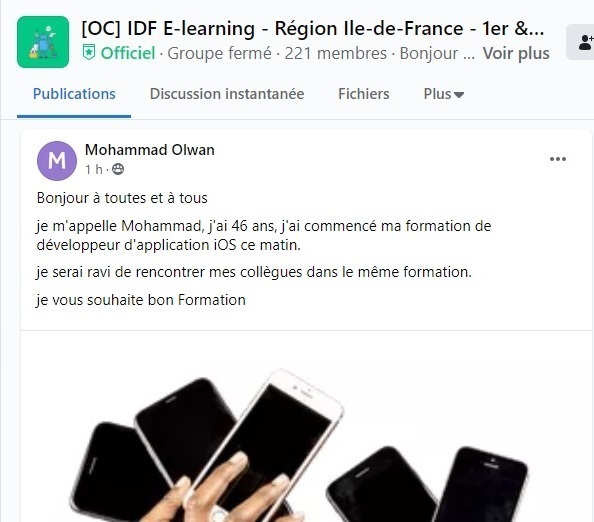 [OC] IDF E-learning - Région Ile-de-France - 1er &...
Officiel · Groupe fermé · 221 membres · Bonjour ... Voir plus
Publications Discussion instantanée Fichiers Plus
M
Mohammad Olwan
1 h ·
Bonjour à toutes et à tous
je m'appelle Mohammad, j'ai 46 ans, j'ai commencé ma formation de
développeur d'application iOS ce matin.
je serai ravi de rencontrer mes collègues dans le même formation.
je vous souhaite bon Formation